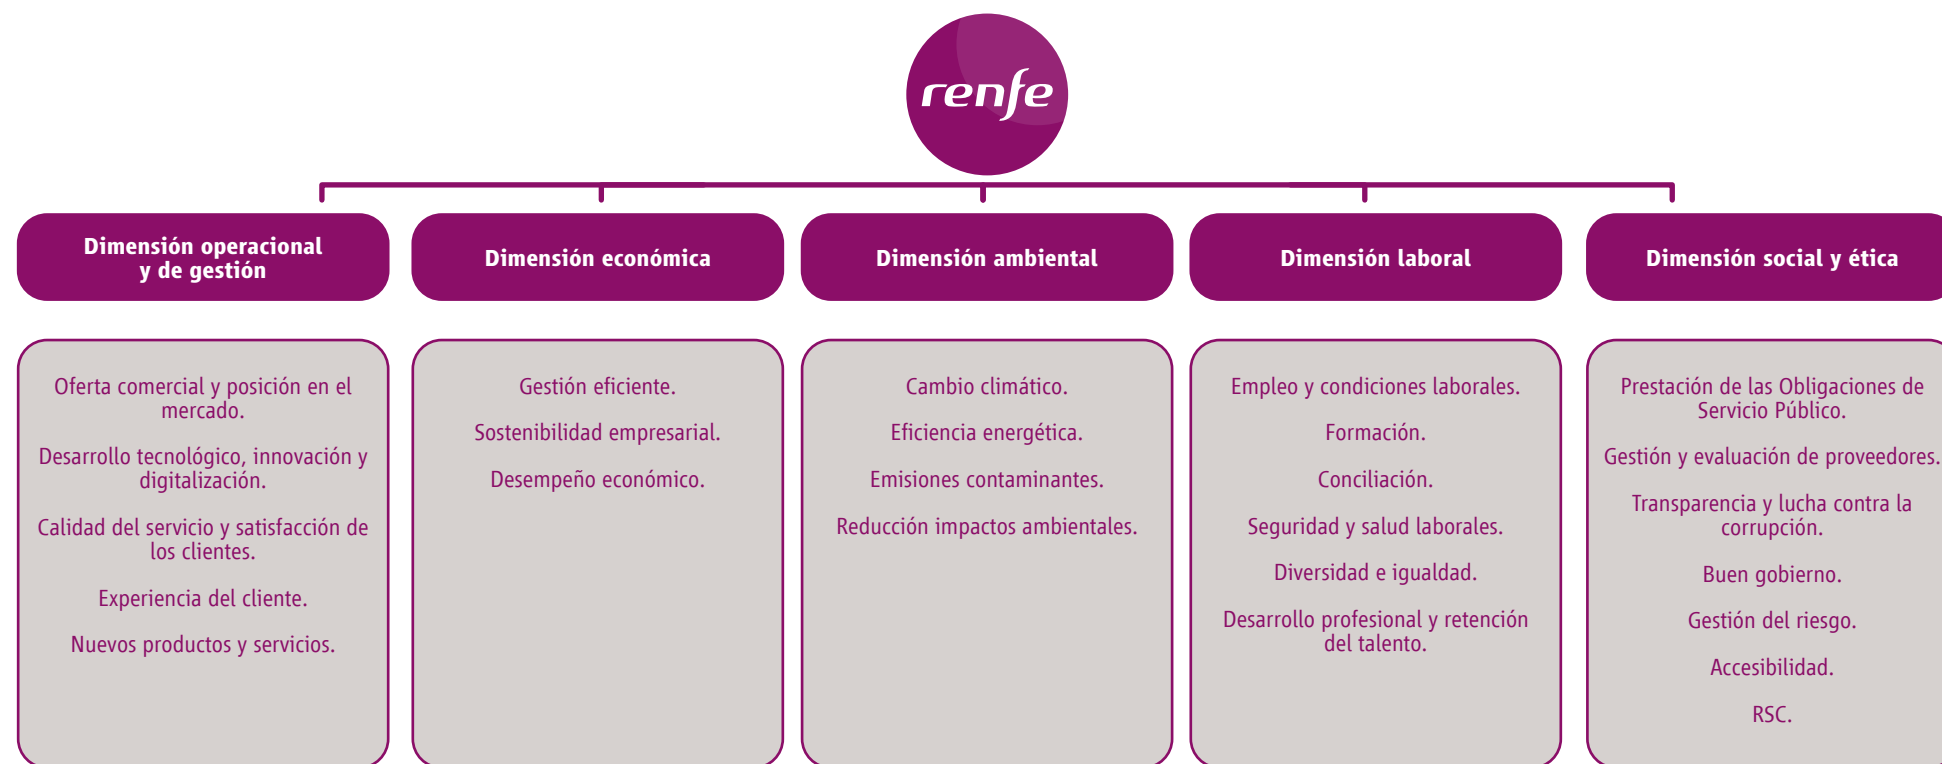 renfe
Dimensión operacional
y de gestión
Oferta comercial y posición en el
mercado.
Desarrollo tecnológico, innovación y
digitalización.
Calidad del servicio y satisfacción de
los clientes.
Experiencia del cliente.
Nuevos productos y servicios.
Dimensión económica
Gestión eficiente.
Sostenibilidad empresarial.
Desempeño económico.
Dimensión ambiental
Cambio climático.
Eficiencia energética.
Emisiones contaminantes.
Reducción impactos ambientales.
Dimensión laboral
Empleo y condiciones laborales.
Formación.
Conciliación.
Seguridad y salud laborales.
Diversidad e igualdad.
Desarrollo profesional y retención
del talento.
Dimensión social y ética
Prestación de las Obligaciones de
Servicio Público.
Gestión y evaluación de proveedores.
Transparencia y lucha contra la
corrupción.
Buen gobierno.
Gestión del riesgo.
Accesibilidad.
RSC.